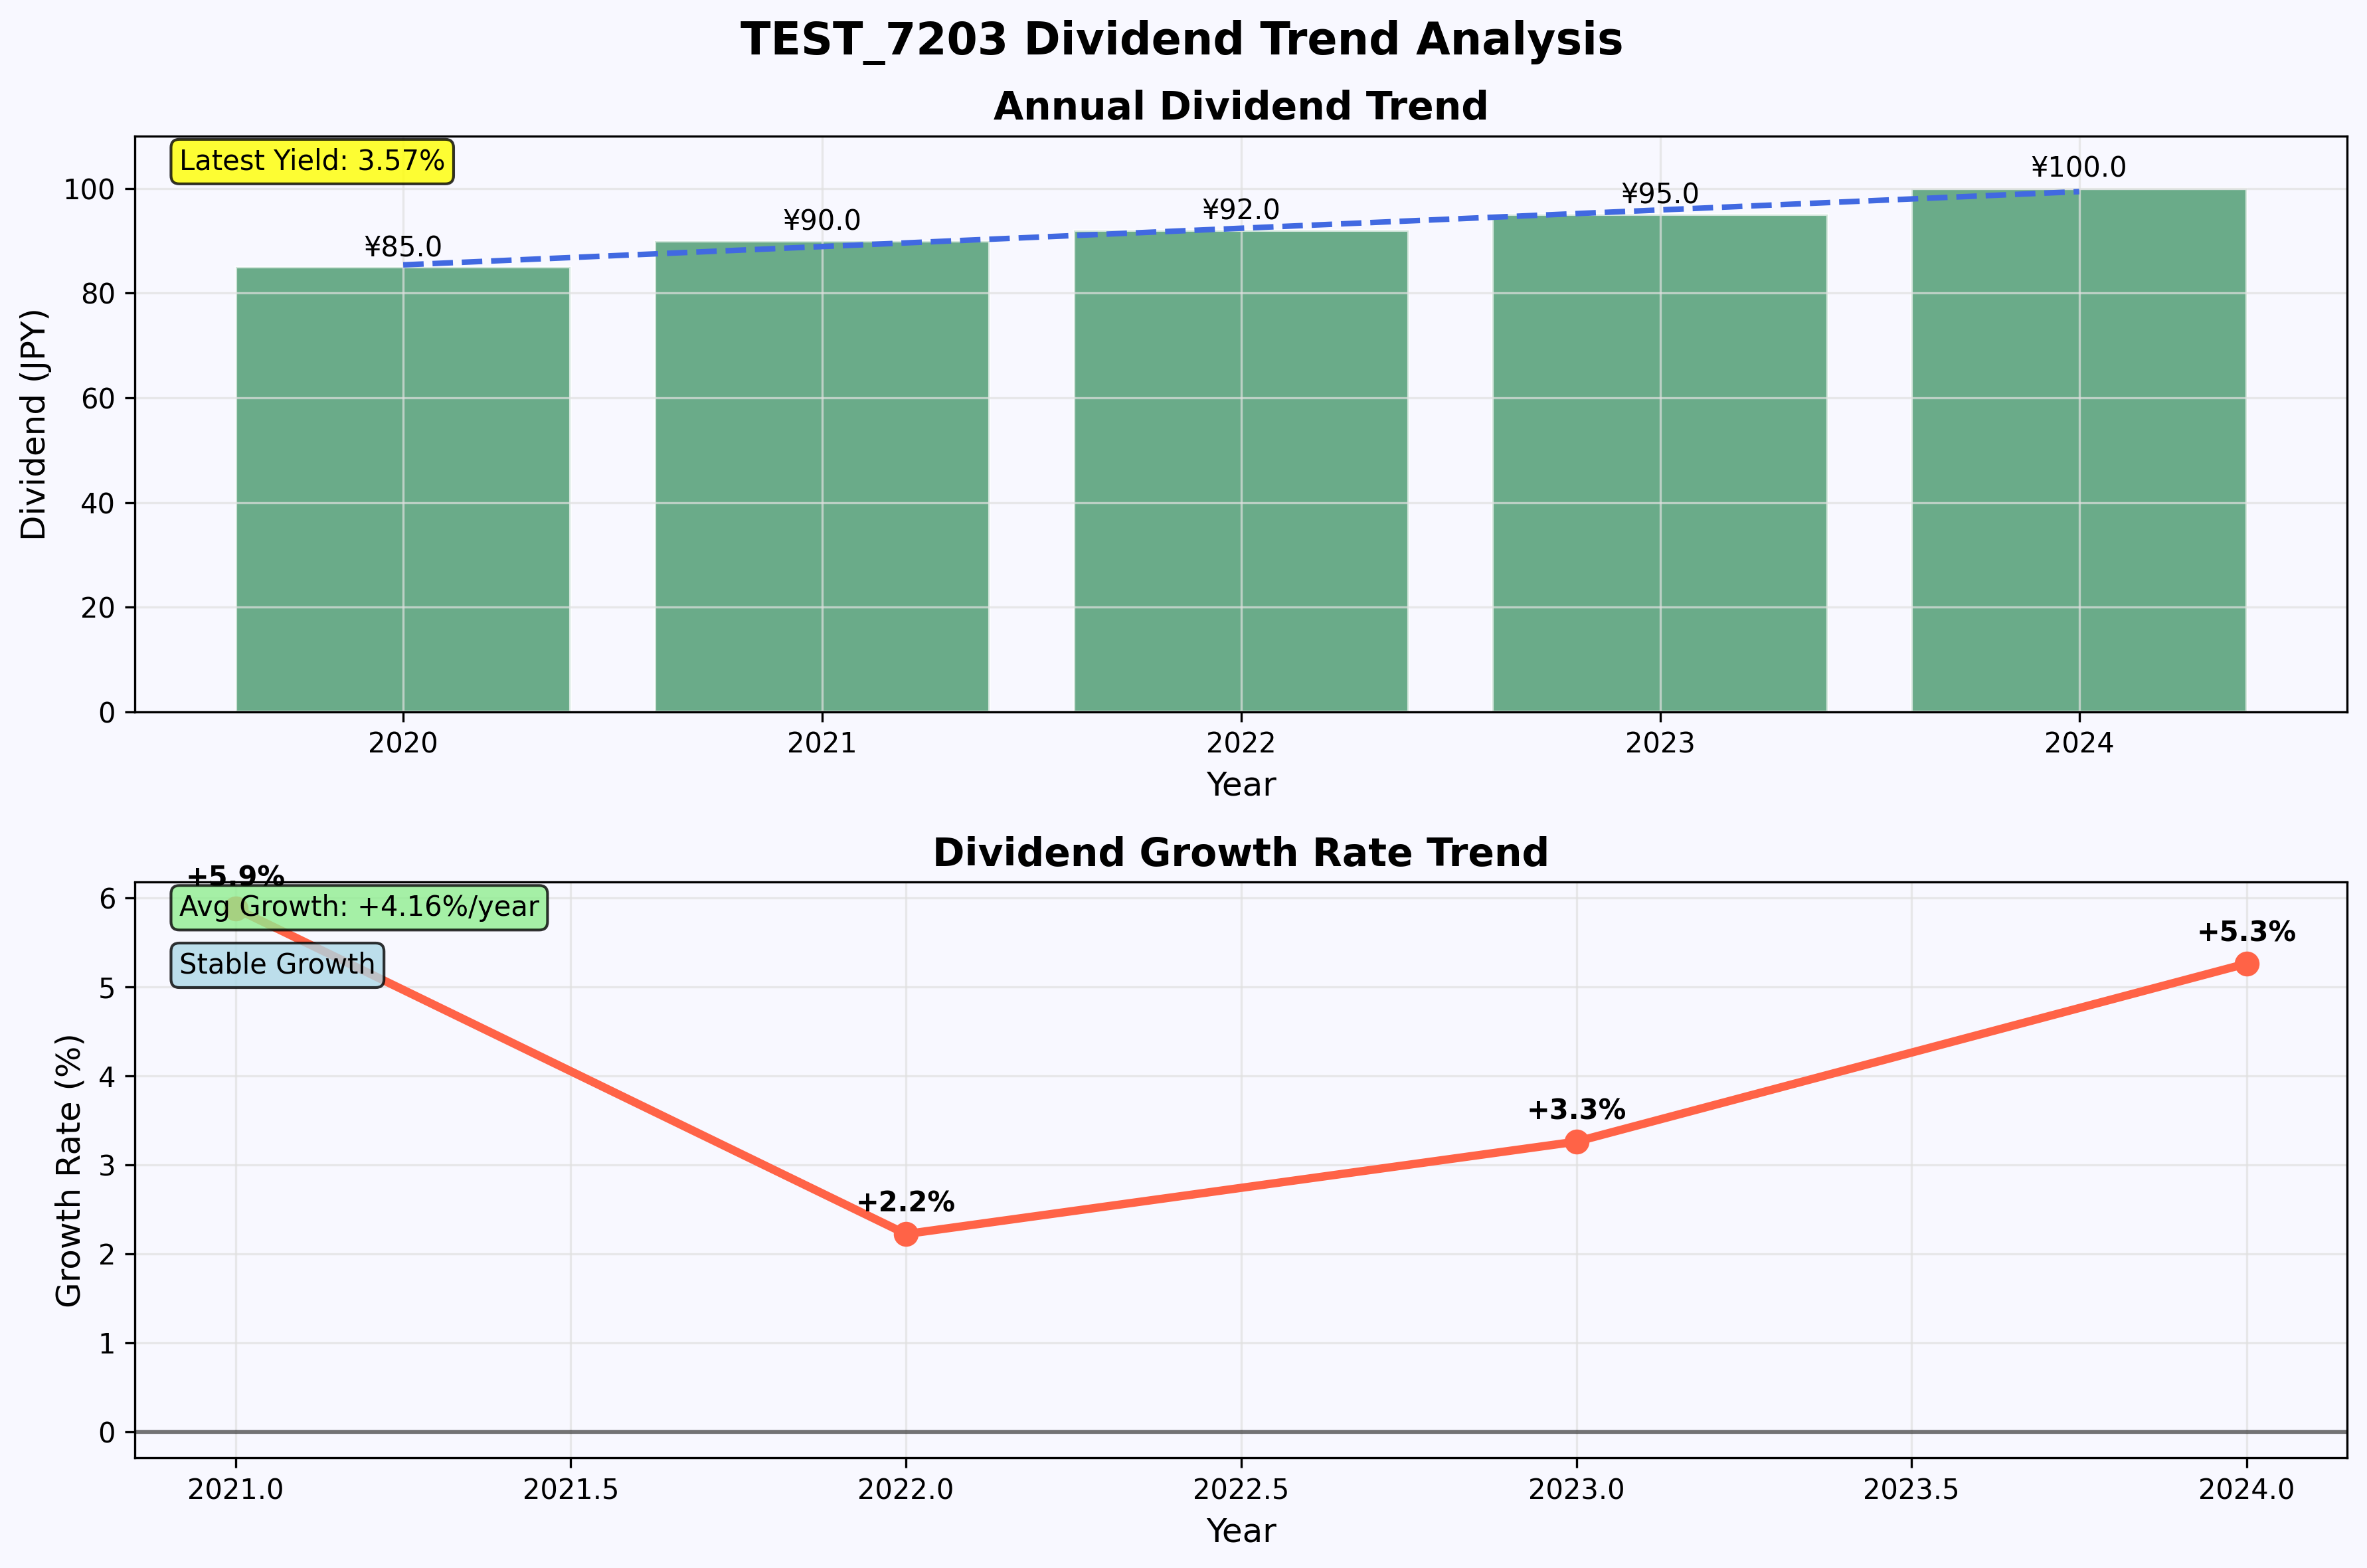 TEST_7203 Dividend Trend Analysis
Annual Dividend Trend
Latest Yield: 3.57%
¥85.0
¥90.0
¥92.0
¥95.0
¥100.0
Dividend (JPY)
100
80
60
40
20
0
2020 2021 2022 2023 2024
Year
Dividend Growth Rate Trend
+5.9%
Avg Growth: +4.16%/year
Stable Growth
+2.2%
+3.3%
+5.3%
Growth Rate (%)
6
5
4
3
2
1
0
2021.0 2021.5 2022.0 2022.5 2023.0 2023.5 2024.0
Year